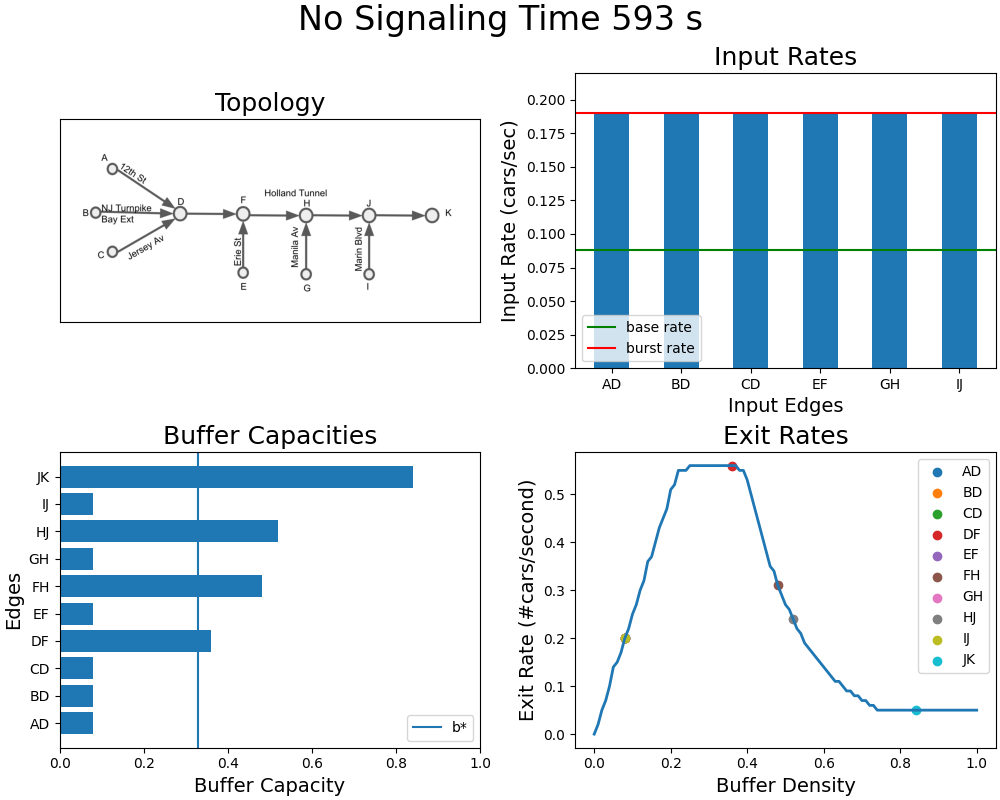 No Signaling Time 593 s
Topology
A
12th St
B
NJ Turnpike
Bay Ext
C
Jersey Av
D
F
Holland Tunnel
H
J
K
Erie St
Manila Av
Marin Blvd
E
G
I
Input Rates
Input Rate (cars/sec)
0.200
0.175
0.150
0.125
0.100
0.075
0.050
0.025
0.000
base rate
burst rate
AD BD CD EF GH IJ
Input Edges
Buffer Capacities
Edges
JK
IJ
HJ
GH
FH
EF
DF
CD
BD
AD
b*
0.0 0.2 0.4 0.6 0.8 1.0
Buffer Capacity
Exit Rates
Exit Rate (#cars/second)
0.5
0.4
0.3
0.2
0.1
0.0
AD
BD
CD
DF
EF
FH
GH
HJ
IJ
JK
0.0 0.2 0.4 0.6 0.8 1.0
Buffer Density